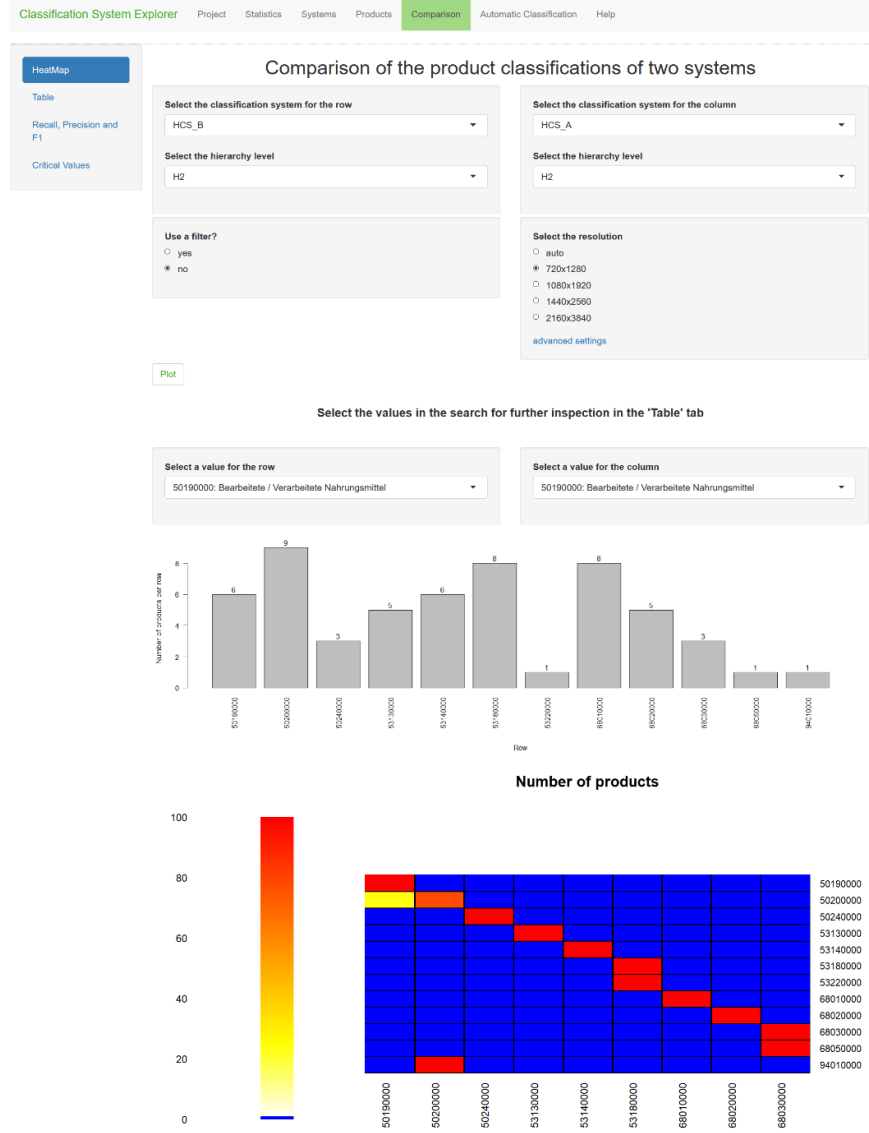 Classification System Explorer Project Statistics Systems Products Comparison Automatic Classification Help
HeatMap
Table
Recall, Precision and
F1
Critical Values
Comparison of the product classifications of two systems
Select the classification system for the row
HCS_B
Select the hierarchy level
H2
Select the classification system for the column
HCS_A
Select the hierarchy level
H2
Use a filter?
yes
no
Select the resolution
auto
720x1280
1080x1920
1440x2560
2160x3840
advanced settings
Plot
Select the values in the search for further inspection in the 'Table' tab
Select a value for the row
50190000: Bearbeitete / Verarbeitete Nahrungsmittel
Select a value for the column
50190000: Bearbeitete / Verarbeitete Nahrungsmittel
Number of products per row
8
6
4
2
0
6 9 3 5 6 8 1 8 5 3 1 1
50190000 50200000 50240000 53130000 53140000 53180000 53220000 68010000 68020000 68030000 68050000 94010000
Row
Number of products
100
80
60
40
20
0
50190000
50200000
50240000
53130000
53140000
53180000
53220000
68010000
68020000
68030000
68050000
94010000
50190000 50200000 50240000 53130000 53140000 53180000 68010000 68020000 68030000